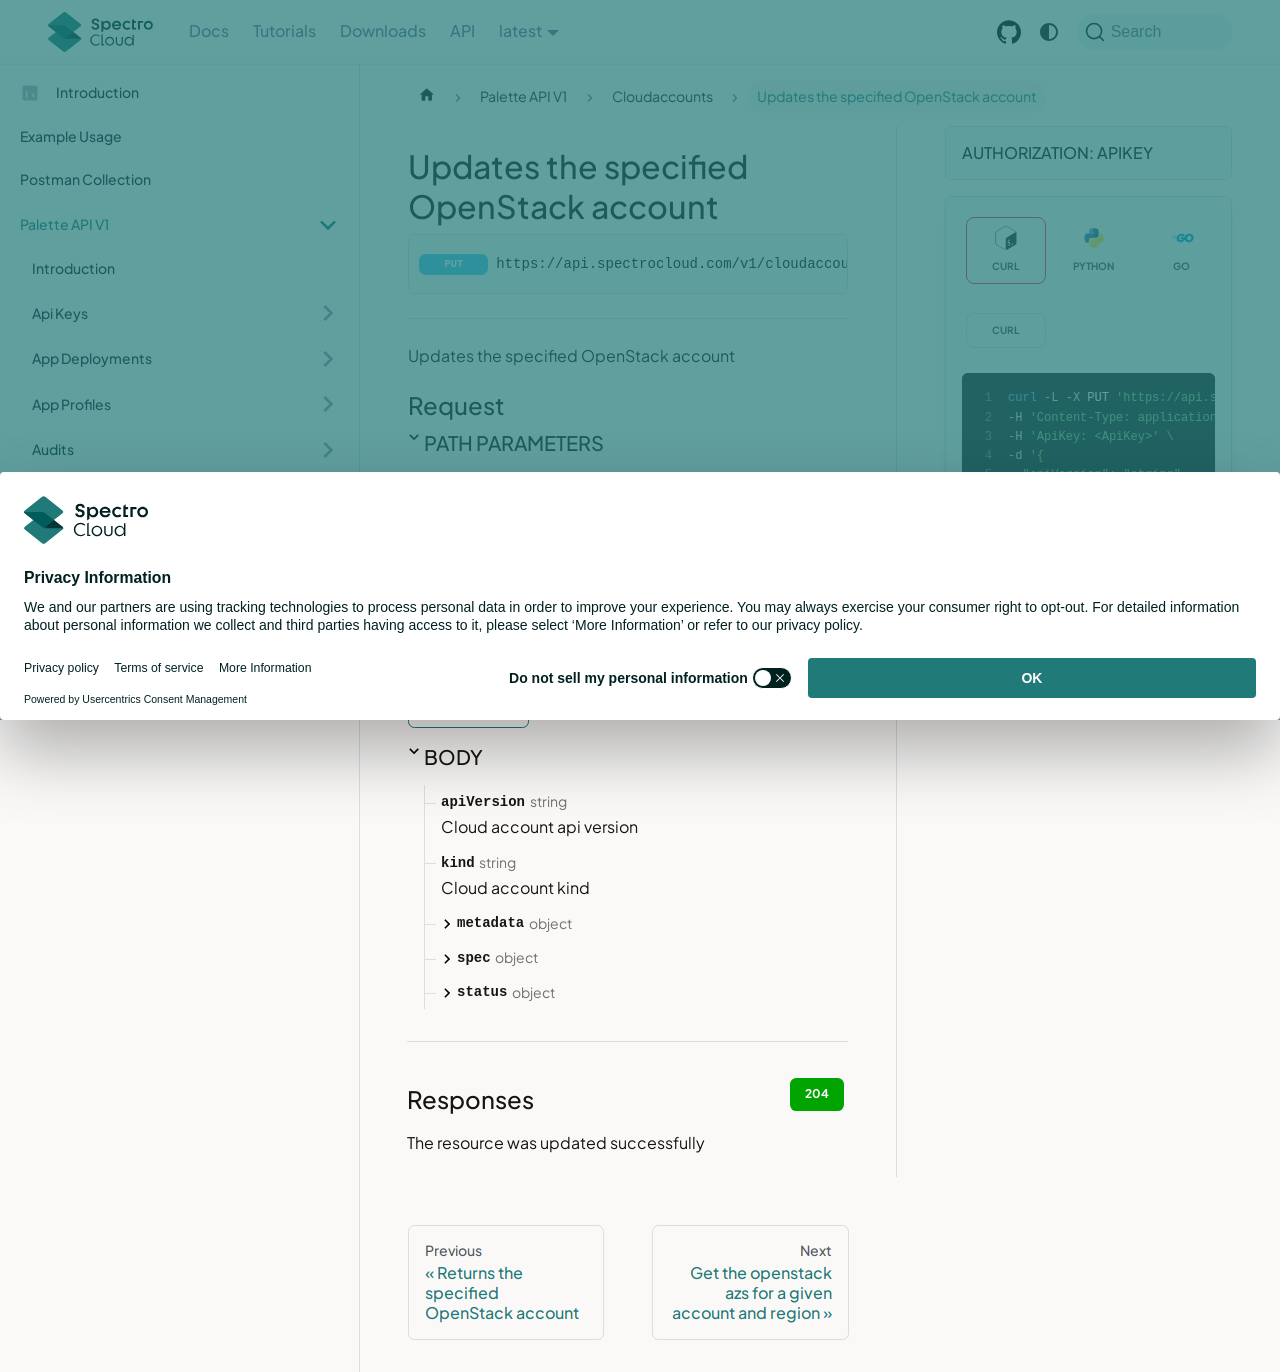 Spectro
Cloud
Docs
Tutorials
Downloads
API
latest
Search
Introduction
Example Usage
Postman Collection
Palette API V1
Introduction
Api Keys
App Deployments
App Profiles
Audits
Palette API V1
Cloudaccounts
Updates the specified OpenStack account
Updates the specified
OpenStack account
PUT
https://api.spectrocloud.com/v1/cloudaccou
Updates the specified OpenStack account
Request
PATH PARAMETERS
AUTHORIZATION: APIKEY
CURL
PYTHON
GO
CURL
1 curl -L -X PUT 'https://api.s
2 -H 'Content-Type: application
3 -H 'ApiKey: <ApiKey>' \
4 -d '{
Spectro
Cloud
Privacy Information
We and our partners are using tracking technologies to process personal data in order to improve your experience. You may always exercise your consumer right to opt-out. For detailed information
about personal information we collect and third parties having access to it, please select ‘More Information’ or refer to our privacy policy.
Privacy policy
Terms of service
More Information
Powered by Usercentrics Consent Management
Do not sell my personal information
OK
BODY
apiVersion string
Cloud account api version
kind string
Cloud account kind
metadata object
spec object
status object
Responses
204
The resource was updated successfully
Previous
« Returns the
specified
OpenStack account
Next
Get the openstack
azs for a given
account and region »